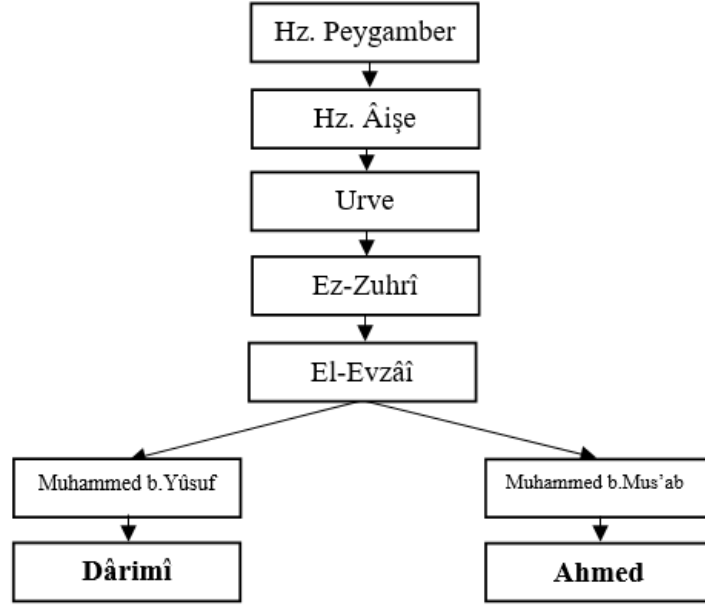 Hz. Peygamber
Hz. Âişe
Urve
Ez-Zuhrî
El-Evzâî
Muhammed b.Yûsuf
Muhammed b.Mus’ab
Dârimî
Ahmed